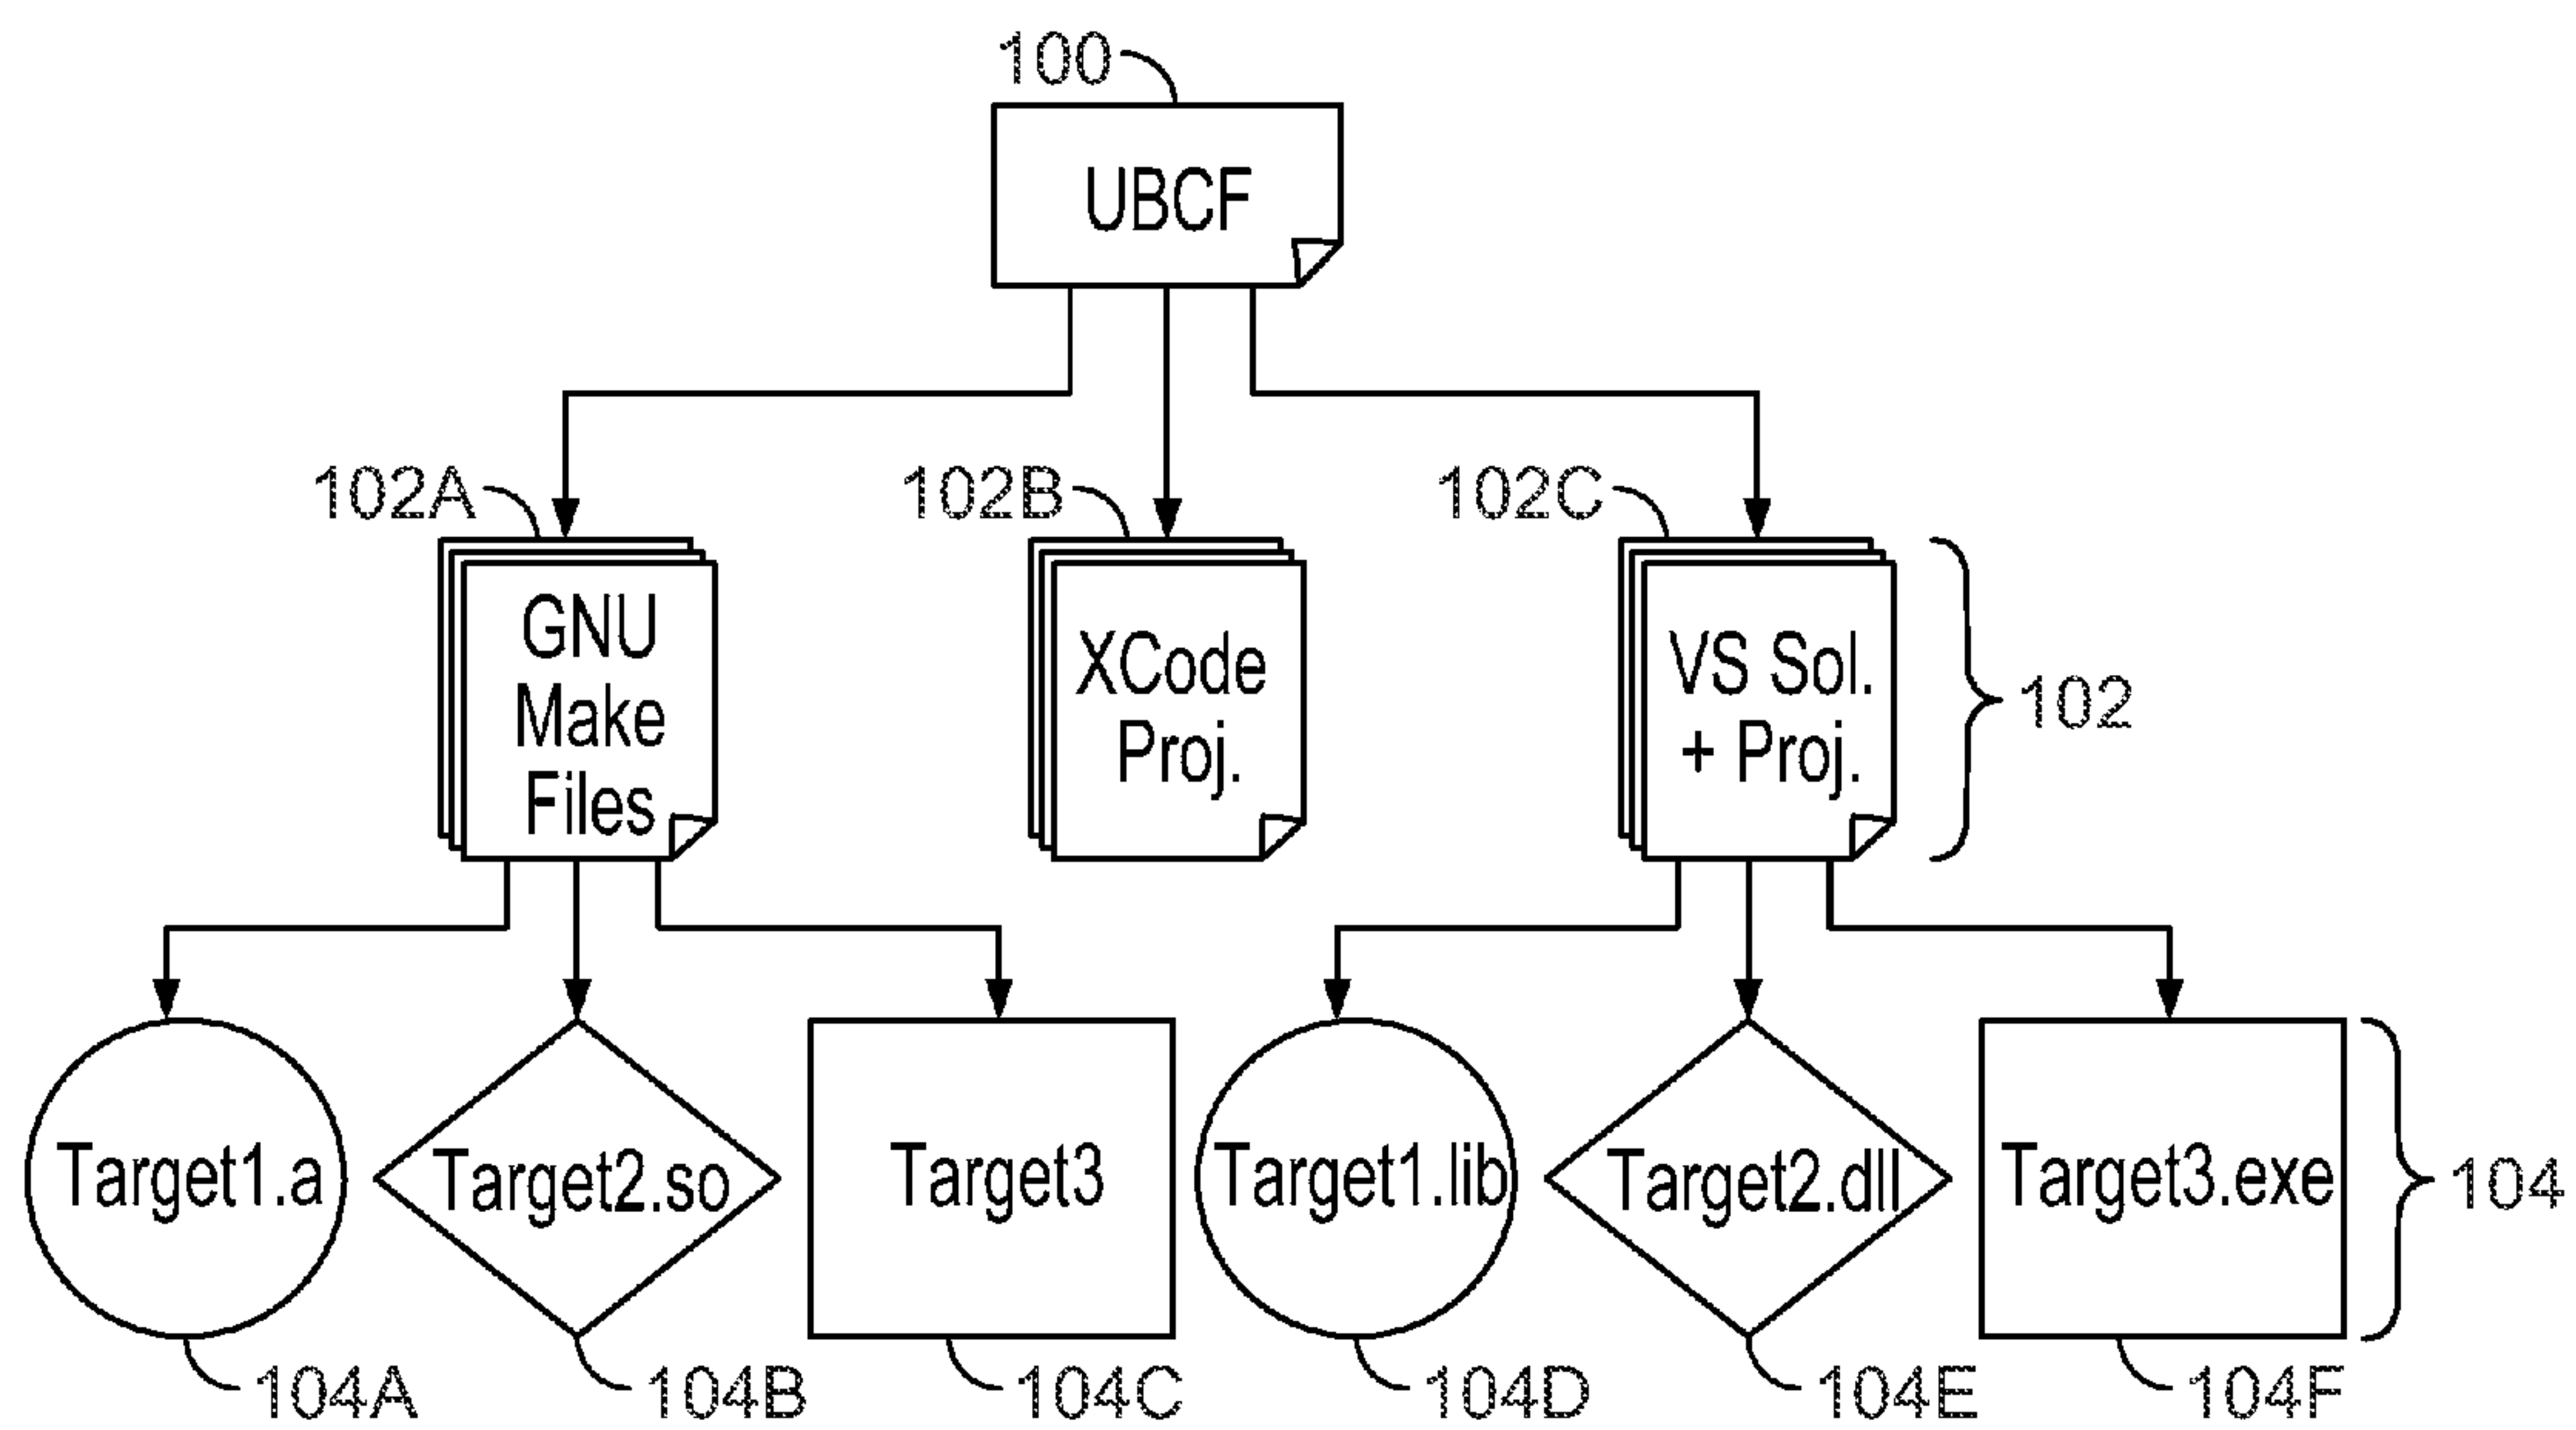 100
UBCF
102A
102B
102C
GNU
Make
Files
XCode
Proj.
VS Sol.
+ Proj.
102
Target1.a
Target2.so
Target3
Target1.lib
Target2.dll
Target3.exe
104
104A
104B
104C
104D
104E
104F